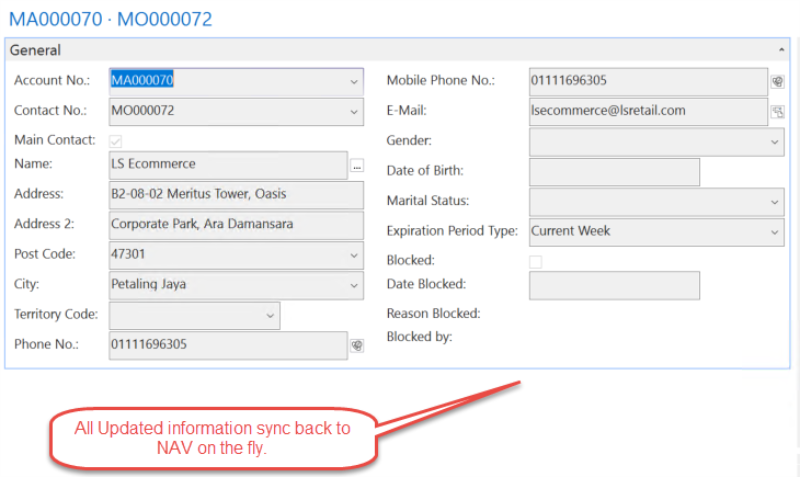 MA000070 · MO000072
General
Account No.: MA000070
Contact No.: MO000072
Main Contact:
Name: LS Ecommerce ...
Address: B2-08-02 Meritus Tower, Oasis
Address 2: Corporate Park, Ara Damansara
Post Code: 47301
City: Petaling Jaya
Territory Code:
Phone No.: 01111696305
Mobile Phone No.: 01111696305
E-Mail: lsecommerce@lsretail.com
Gender:
Date of Birth:
Marital Status:
Expiration Period Type: Current Week
Blocked:
Date Blocked:
Reason Blocked:
Blocked by:
All Updated information sync back to
NAV on the fly.